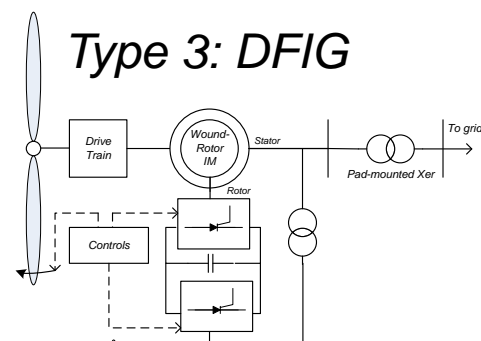 Type 3: DFIG
Drive
Train
Wound-
Rotor
IM
Stator
To grid
Pad-mounted Xer
Rotor
Controls